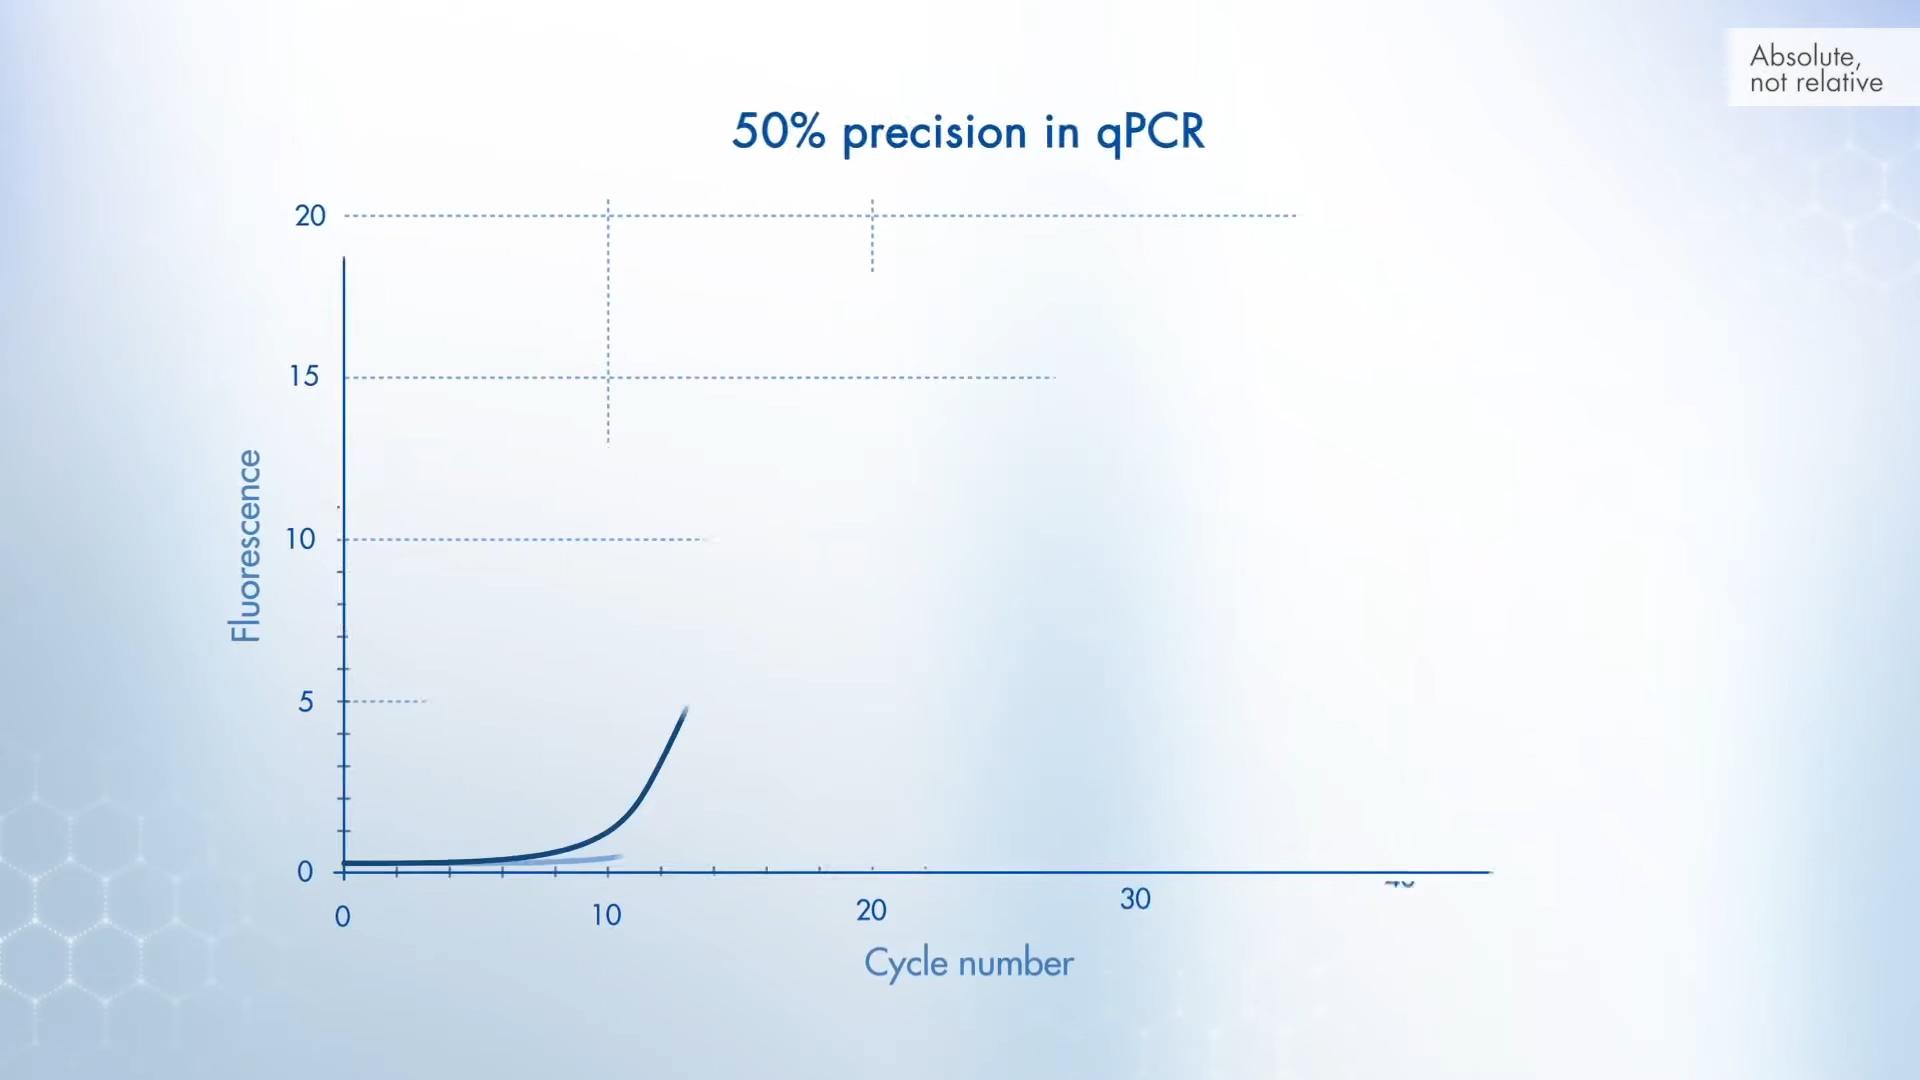 Absolute,
not relative
50% precision in qPCR
20
15
10
5
0
Fluorescence
0
10
20
30
Cycle number